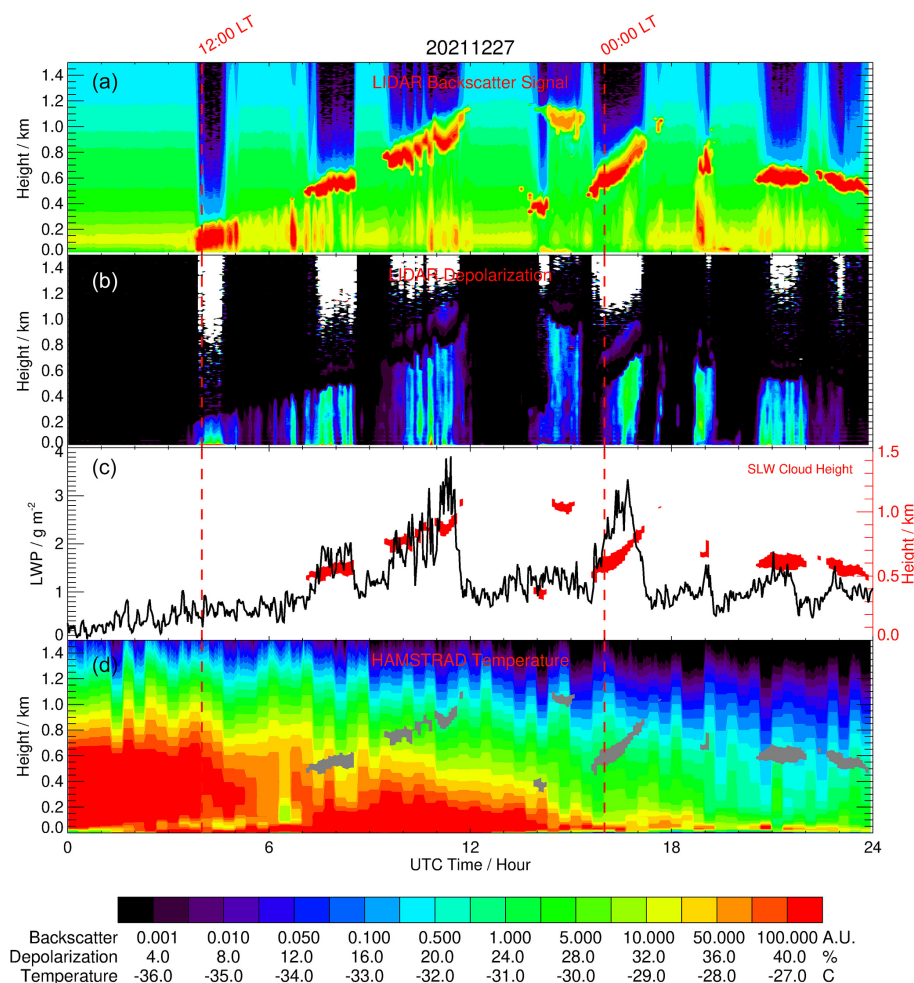 12:00 LT
00:00 LT
20211227
(a)
LIDAR Backscatter Signal
Height / km
1.4
1.2
1.0
0.8
0.6
0.4
0.2
0.0
(b)
LIDAR Depolarization
Height / km
1.4
1.2
1.0
0.8
0.6
0.4
0.2
0.0
(c)
SLW Cloud Height
LWP / g m-2
4
3
2
1
0
Height / km
1.5
1.0
0.5
0.0
(d)
HAMSTRAD Temperature
Height / km
1.4
1.2
1.0
0.8
0.6
0.4
0.2
0.0
0 6 12 18 24
UTC Time / Hour
Backscatter 0.001 0.010 0.050 0.100 0.500 1.000 5.000 10.000 50.000 100.000 A.U.
Depolarization 4.0 8.0 12.0 16.0 20.0 24.0 28.0 32.0 36.0 40.0 %
Temperature -36.0 -35.0 -34.0 -33.0 -32.0 -31.0 -30.0 -29.0 -28.0 -27.0 C